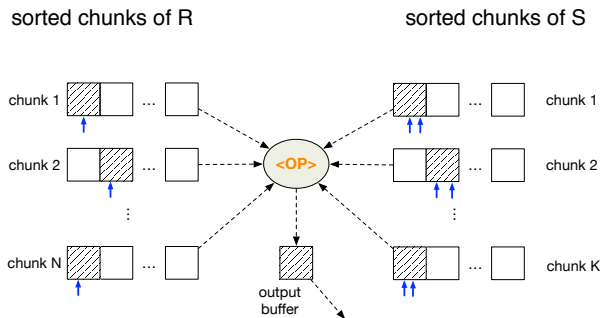 sorted chunks of R
sorted chunks of S
chunk 1
...
...
chunk 1
chunk 2
...
<OP>
...
chunk 2
...
...
chunk N
...
...
chunk K
output
buffer